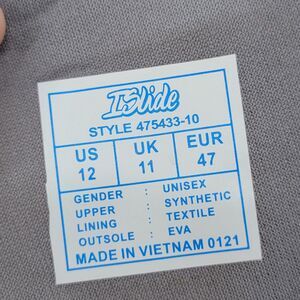 ISlide
STYLE 475433-10
US UK EUR
12 11 47
GENDER : UNISEX
UPPER : SYNTHETIC
LINING : TEXTILE
OUTSOLE : EVA
MADE IN VIETNAM 0121